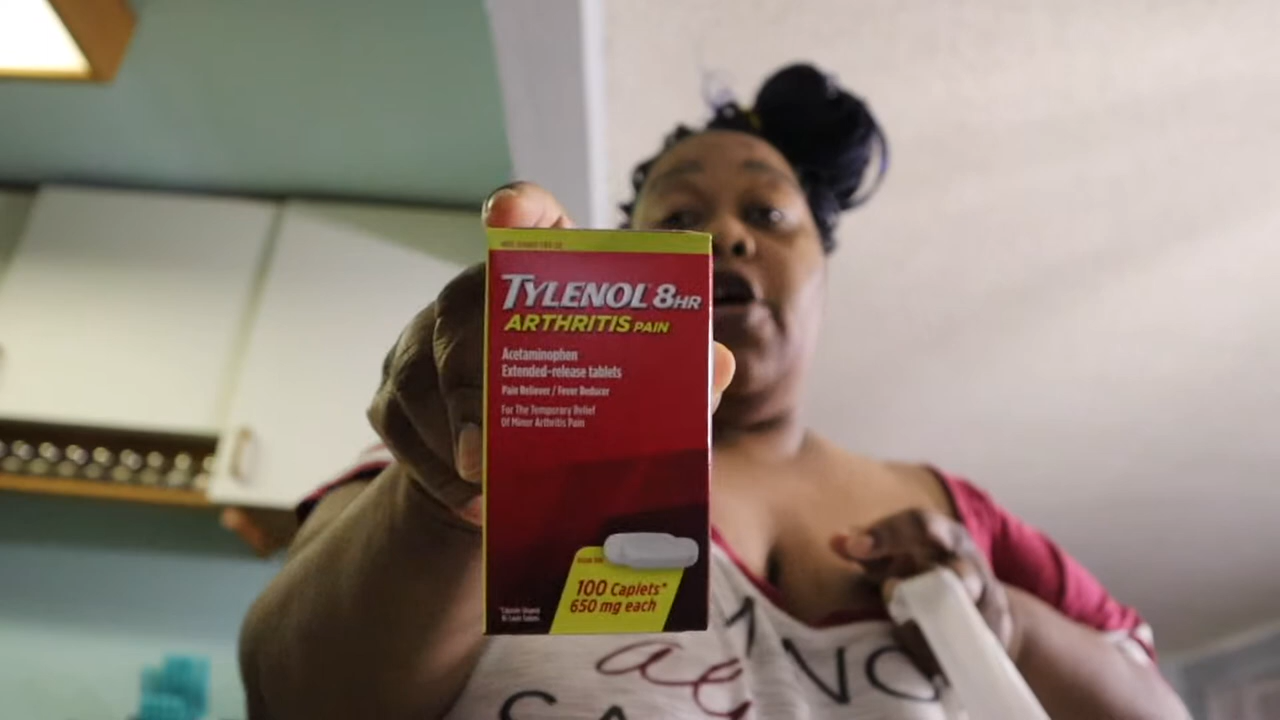 TYLENOL 8HR
ARTHRITIS PAIN
Acetaminophen
Extended-release tablets
Pain Reliever / Fever Reducer
For The Temporary Relief
Of Minor Arthritis Pain
100 Caplets*
650 mg each
NO